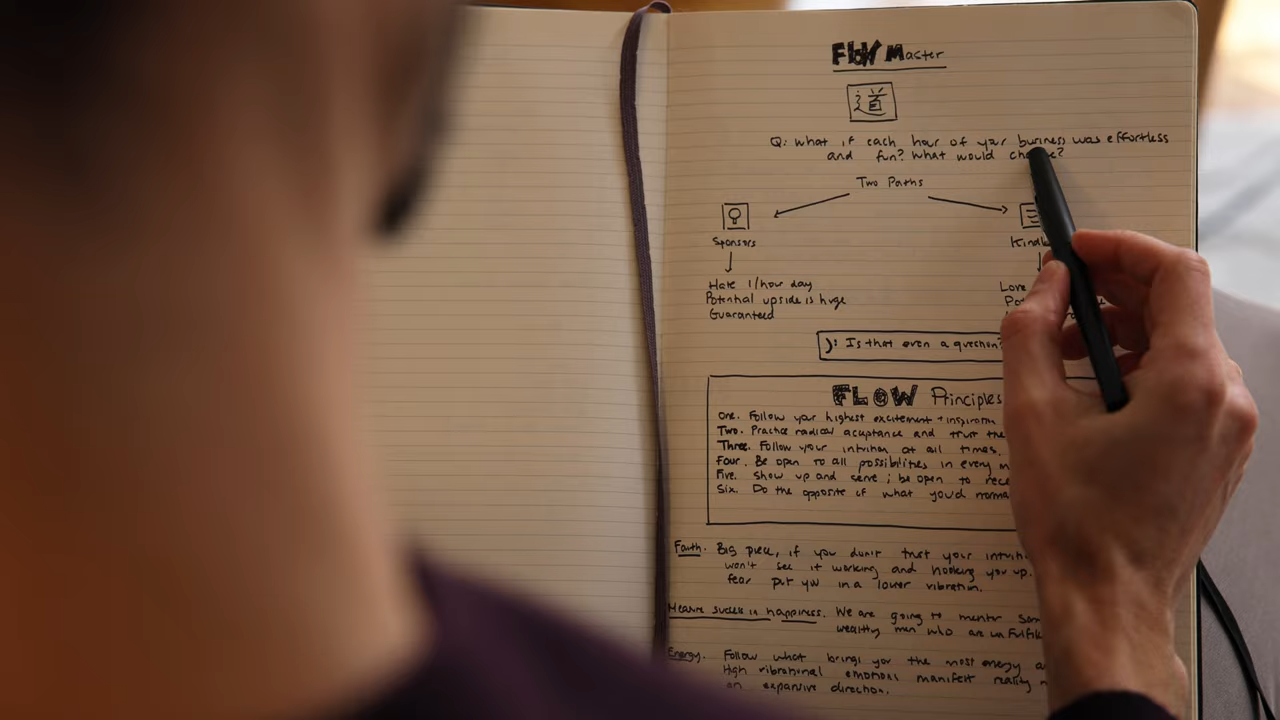 FLOW Master
道
Q: What if each hour of your business was effortless
and fun? What would
Two Paths
Sponsors
Hate 1/hour day
Potential upside is huge
Guaranteed
Love
): Is that even a question?
FLOW Principles
One. Follow your highest excitement + inspiration
Two. Practice radical acceptance and trust the
Three. Follow your intuition at all times.
Four. Be open to all possibilities in every
Five. Show up and serve; be open to
Six. Do the opposite of what you'd
Faith. Big piece, if you don't trust your
won't see it working and hooking you up.
fear put you in a lower vibration.
Measure success in happiness. We are going to mentor
wealthy men who are
Energy. Follow what brings you the most energy
High vibrational emotions manifest reality
an expansive direction.